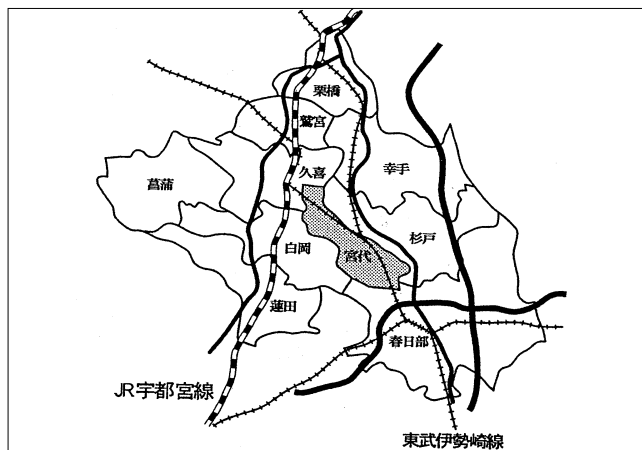 栗橋
鷲宮
久喜
幸手
菖蒲
杉戸
白岡
宮代
蓮田
春日部
JR宇都宮線
東武伊勢崎線